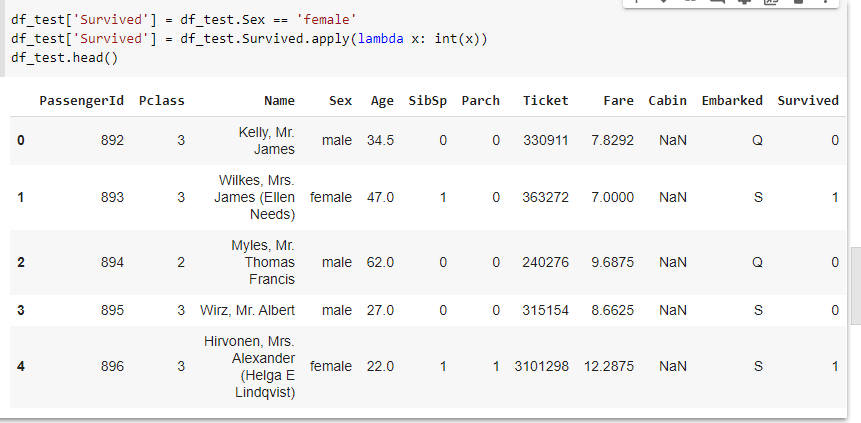 df_test['Survived'] = df_test.Sex == 'female'
df_test['Survived'] = df_test.Survived.apply(lambda x: int(x))
df_test.head()
PassengerId Pclass Name Sex Age SibSp Parch Ticket Fare Cabin Embarked Survived
0 892 3 Kelly, Mr. James male 34.5 0 0 330911 7.8292 NaN Q 0
1 893 3 Wilkes, Mrs. James (Ellen Needs) female 47.0 1 0 363272 7.0000 NaN S 1
2 894 2 Myles, Mr. Thomas Francis male 62.0 0 0 240276 9.6875 NaN Q 0
3 895 3 Wirz, Mr. Albert male 27.0 0 0 315154 8.6625 NaN S 0
4 896 3 Hirvonen, Mrs. Alexander (Helga E Lindqvist) female 22.0 1 1 3101298 12.2875 NaN S 1